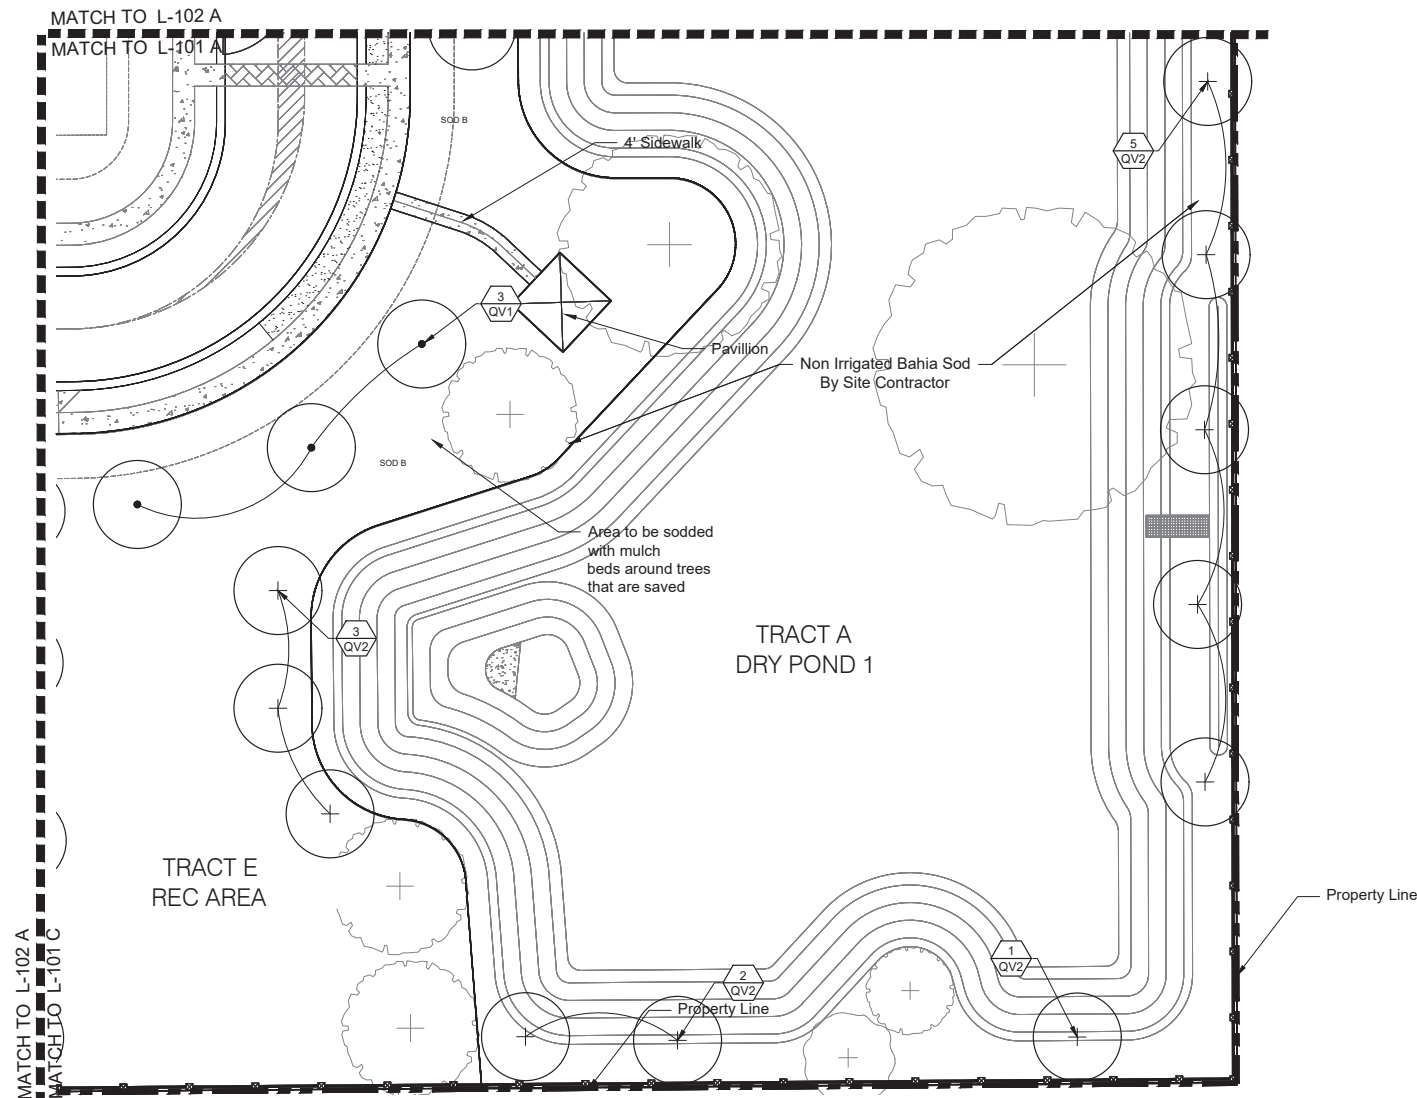 MATCH TO  L-102 A
MATCH TO  L-101 A
SOD B
4' Sidewalk
5
QV2
3
QV1
Pavillion
Non Irrigated Bahia Sod
By Site Contractor
SOD B
Area to be sodded
with mulch
beds around trees
that are saved
3
QV2
TRACT A
DRY POND 1
TRACT E
REC AREA
Property Line
MATCH TO  L-102 A
MATCH TO  L-101 C
1
QV2
2
QV2
Property Line